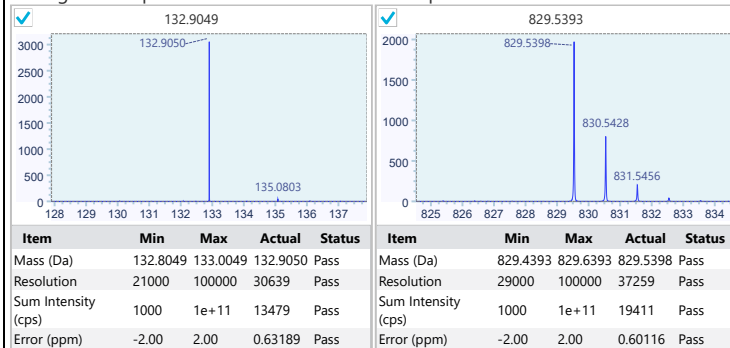 132.9049
3000
2500
2000
1500
1000
500
0
132.9050
135.0803
128 129 130 131 132 133 134 135 136 137
Item Min Max Actual Status
Mass (Da) 132.8049 133.0049 132.9050 Pass
Resolution 21000 100000 30639 Pass
Sum Intensity
(cps) 1000 1e+11 13479 Pass
Error (ppm) -2.00 2.00 0.63189 Pass
829.5393
2000
1500
1000
500
0
829.5398
830.5428
831.5456
825 826 827 828 829 830 831 832 833 834
Item Min Max Actual Status
Mass (Da) 829.4393 829.6393 829.5398 Pass
Resolution 29000 100000 37259 Pass
Sum Intensity
(cps) 1000 1e+11 19411 Pass
Error (ppm) -2.00 2.00 0.60116 Pass